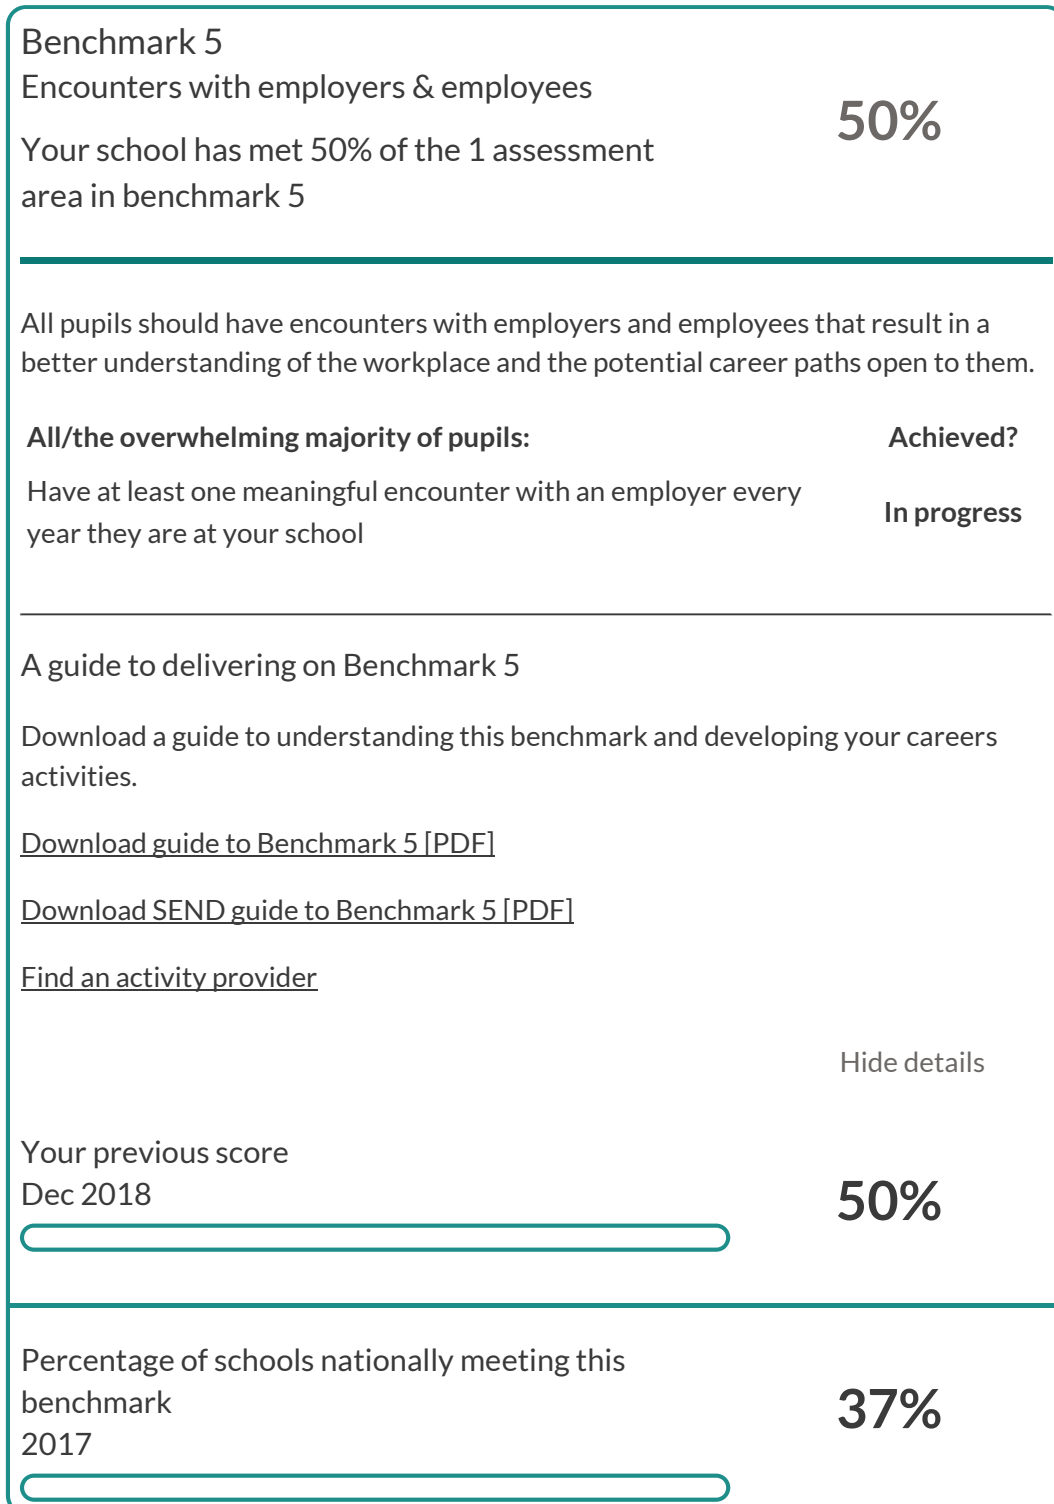 Benchmark 5
Encounters with employers & employees
Your school has met 50% of the 1 assessment
area in benchmark 5
50%
All pupils should have encounters with employers and employees that result in a
better understanding of the workplace and the potential career paths open to them.
All/the overwhelming majority of pupils:
Achieved?
Have at least one meaningful encounter with an employer every
year they are at your school
In progress
A guide to delivering on Benchmark 5
Download a guide to understanding this benchmark and developing your careers
activities.
Download guide to Benchmark 5 [PDF]
Download SEND guide to Benchmark 5 [PDF]
Find an activity provider
Hide details
Your previous score
Dec 2018
50%
Percentage of schools nationally meeting this
benchmark
2017
37%